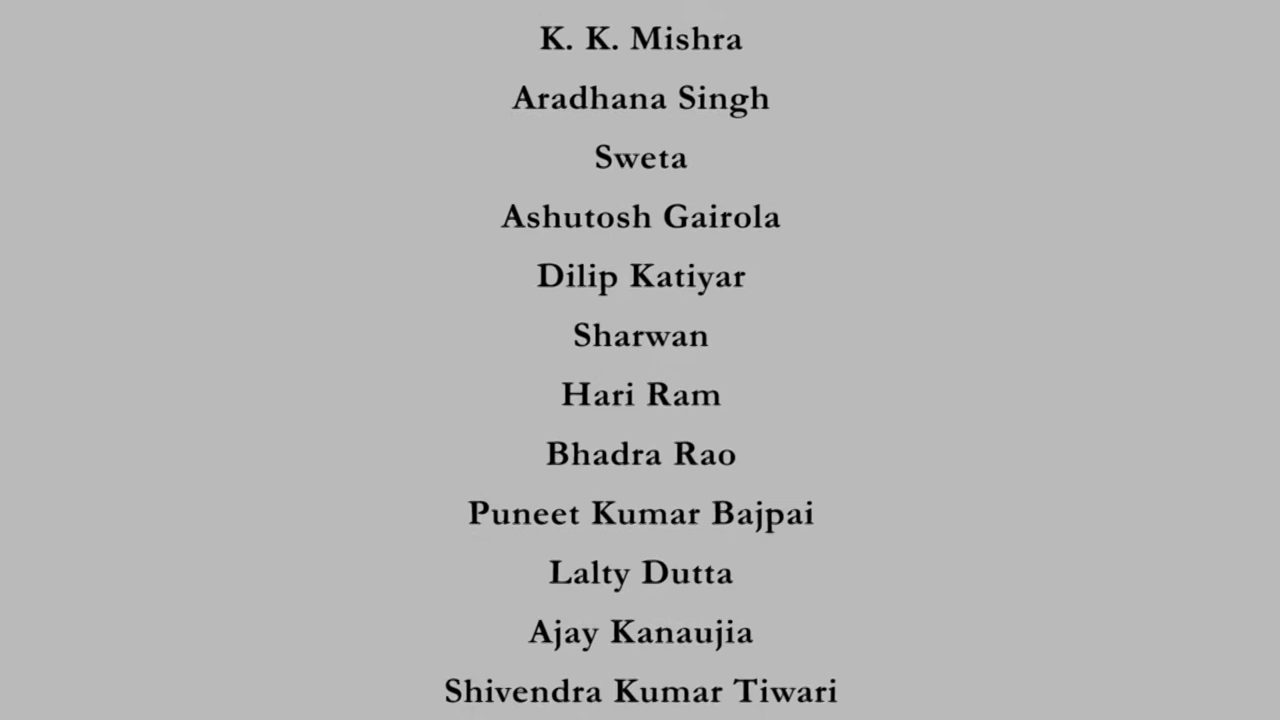 K. K. Mishra
Aradhana Singh
Sweta
Ashutosh Gairola
Dilip Katiyar
Sharwan
Hari Ram
Bhadra Rao
Puneet Kumar Bajpai
Lalty Dutta
Ajay Kanaujia
Shivendra Kumar Tiwari